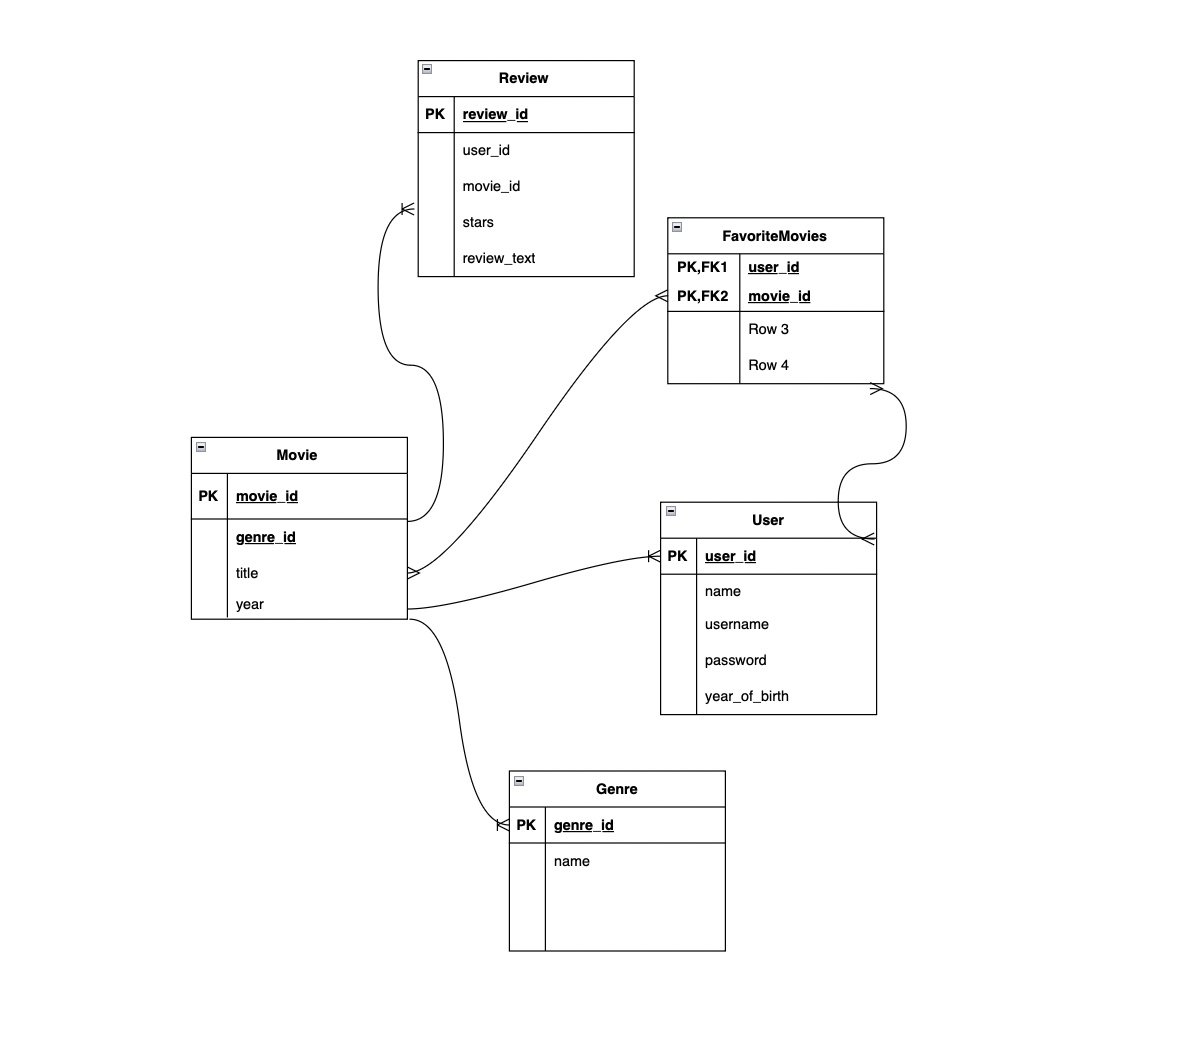 Review
PK review_id
user_id
movie_id
stars
review_text
FavoriteMovies
PK,FK1 user_id
PK,FK2 movie_id
Row 3
Row 4
Movie
PK movie_id
genre_id
title
year
User
PK user_id
name
username
password
year_of_birth
Genre
PK genre_id
name